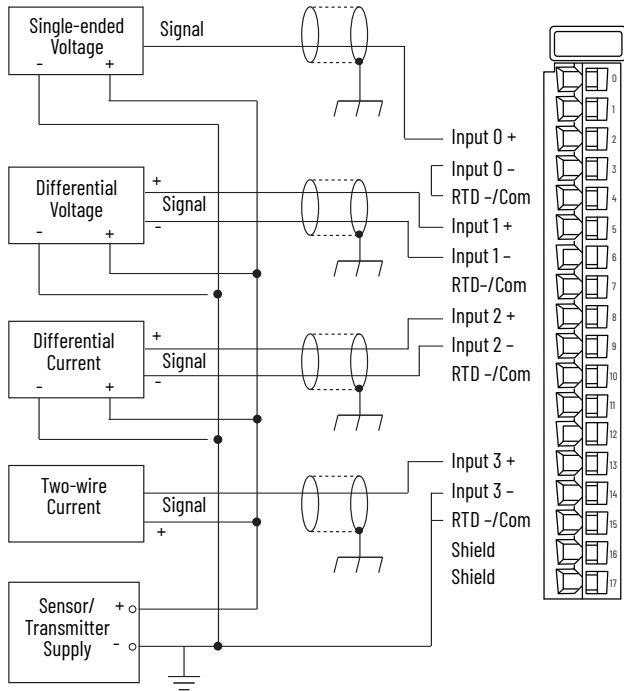 Single-ended
Voltage
-
+
Signal
Differential
Voltage
-
+
+
Signal
-
Differential
Current
-
+
+
Signal
-
Two-wire
Current
Signal
+
Sensor/
Transmitter
Supply
+
-
Input 0 +
Input 0 –
RTD –/Com
Input 1 +
Input 1 –
RTD–/Com
Input 2 +
Input 2 –
RTD –/Com
Input 3 +
Input 3 –
RTD –/Com
Shield
Shield
0
1
2
3
4
5
6
7
8
9
10
11
12
13
14
15
16
17